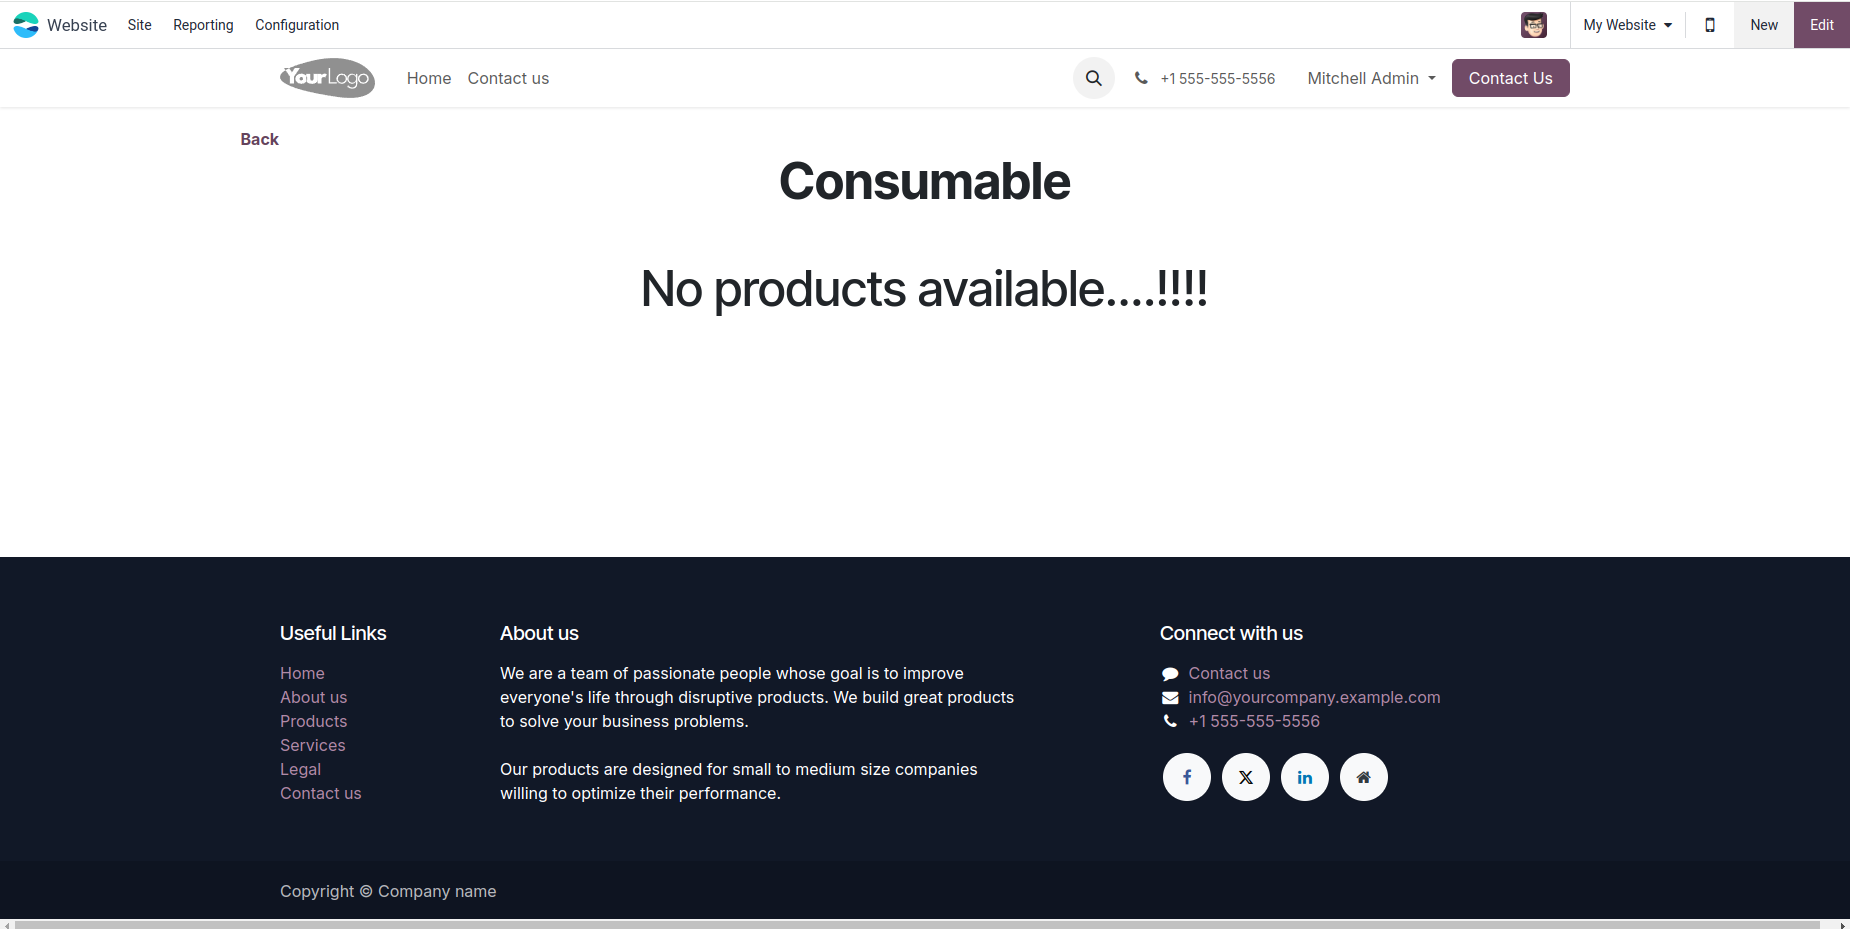 Website Site Reporting Configuration My Website New Edit
YourLogo Home Contact us +1 555-555-5556 Mitchell Admin Contact Us
Back
Consumable
No products available....!!!!
Useful Links
Home
About us
Products
Services
Legal
Contact us
About us
We are a team of passionate people whose goal is to improve
everyone's life through disruptive products. We build great products
to solve your business problems.
Our products are designed for small to medium size companies
willing to optimize their performance.
Connect with us
Contact us
info@yourcompany.example.com
+1 555-555-5556
Copyright © Company name